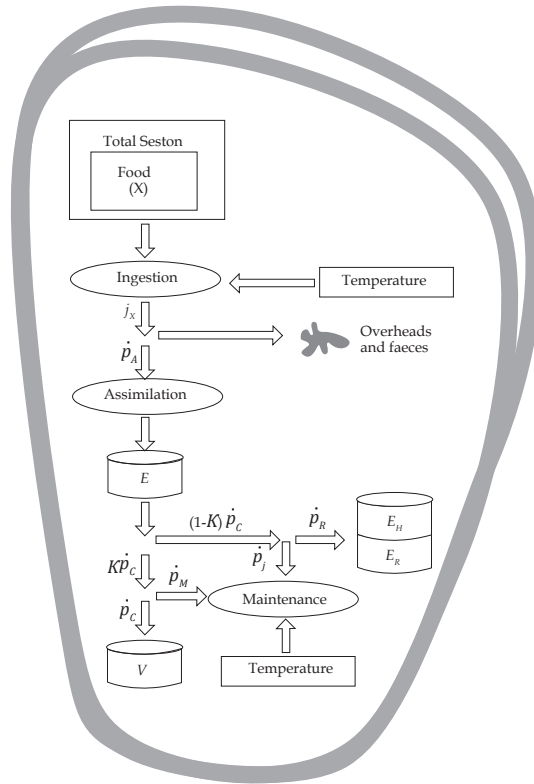 Total Seston
Food
(X)
Ingestion
Temperature
j_X
Overheads
and faeces
ṗ_A
Assimilation
E
(1-K) ṗ_C
ṗ_R
E_H
E_R
ṗ_j
Kṗ_C
ṗ_M
Maintenance
ṗ_C
V
Temperature